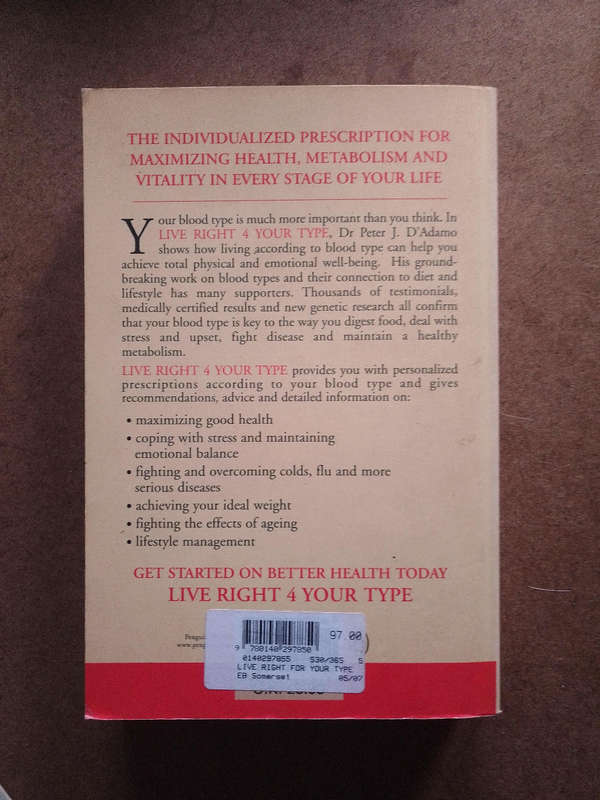 THE INDIVIDUALIZED PRESCRIPTION FOR
MAXIMIZING HEALTH, METABOLISM AND
VITALITY IN EVERY STAGE OF YOUR LIFE
Your blood type is much more important than you think. In
LIVE RIGHT 4 YOUR TYPE, Dr Peter J. D'Adamo
shows how living according to blood type can help you
achieve total physical and emotional well-being. His ground-
breaking work on blood types and their connection to diet and
lifestyle has many supporters. Thousands of testimonials,
medically certified results and new genetic research all confirm
that your blood type is key to the way you digest food, deal with
stress and upset, fight disease and maintain a healthy
metabolism.
LIVE RIGHT 4 YOUR TYPE provides you with personalized
prescriptions according to your blood type and gives
recommendations, advice and detailed information on:
• maximizing good health
• coping with stress and maintaining
emotional balance
• fighting and overcoming colds, flu and more
serious diseases
• achieving your ideal weight
• fighting the effects of ageing
• lifestyle management
GET STARTED ON BETTER HEALTH TODAY
LIVE RIGHT 4 YOUR TYPE
97.00
9 780140 297850
0140297855 530/365 5
LIVE RIGHT FOR YOUR TYPE
EB Somerset 05/07